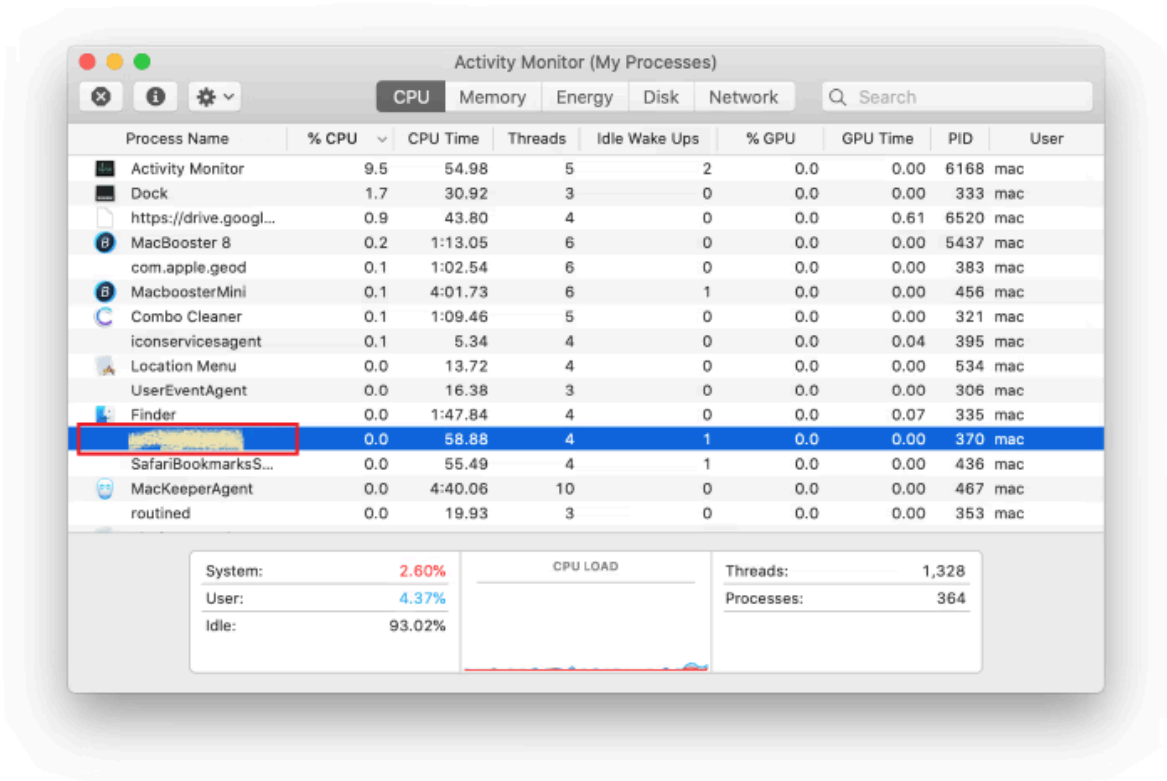 Activity Monitor (My Processes)
CPU Memory Energy Disk Network Search
Process Name % CPU CPU Time Threads Idle Wake Ups % GPU GPU Time PID User
Activity Monitor 9.5 54.98 5 2 0.0 0.00 6168 mac
Dock 1.7 30.92 3 0 0.0 0.00 333 mac
https://drive.googl... 0.9 43.80 4 0 0.0 0.61 6520 mac
MacBooster 8 0.2 1:13.05 6 0 0.0 0.00 5437 mac
com.apple.geod 0.1 1:02.54 6 0 0.0 0.00 383 mac
MacboosterMini 0.1 4:01.73 6 1 0.0 0.00 456 mac
Combo Cleaner 0.1 1:09.46 5 0 0.0 0.00 321 mac
iconservicesagent 0.1 5.34 4 0 0.0 0.04 395 mac
Location Menu 0.0 13.72 4 0 0.0 0.00 534 mac
UserEventAgent 0.0 16.38 3 0 0.0 0.00 306 mac
Finder 0.0 1:47.84 4 0 0.0 0.07 335 mac
0.0 58.88 4 1 0.0 0.00 370 mac
SafariBookmarksS... 0.0 55.49 4 1 0.0 0.00 436 mac
MacKeeperAgent 0.0 4:40.06 10 0 0.0 0.00 467 mac
routined 0.0 19.93 3 0 0.0 0.00 353 mac
System: 2.60% CPU LOAD Threads: 1,328
User: 4.37% Processes: 364
Idle: 93.02%